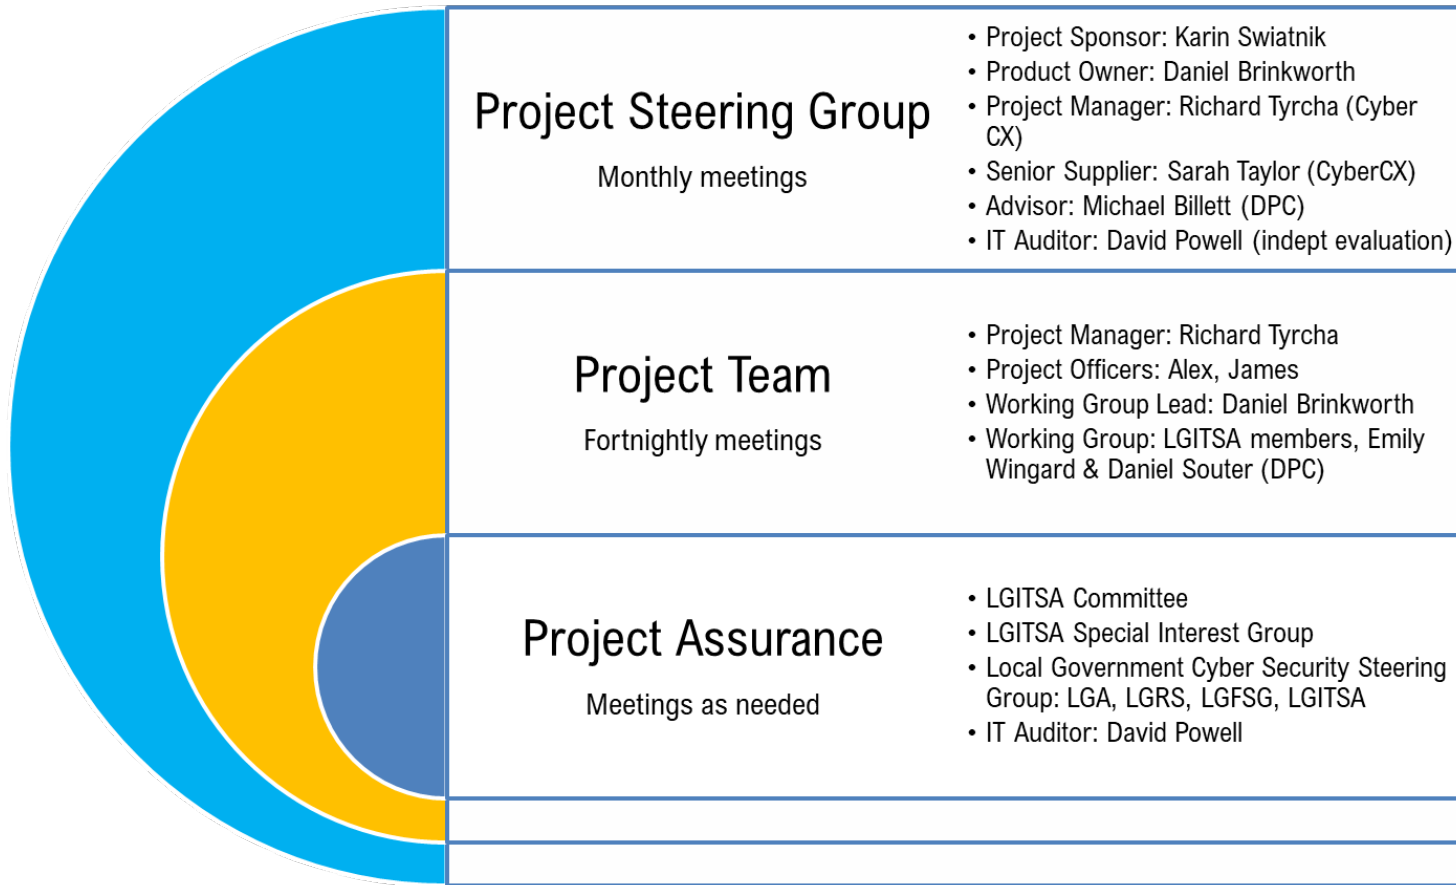 Project Steering Group
Monthly meetings
• Project Sponsor: Karin Swiatnik
• Product Owner: Daniel Brinkworth
• Project Manager: Richard Tyrcha (Cyber
CX)
• Senior Supplier: Sarah Taylor (CyberCX)
• Advisor: Michael Billett (DPC)
• IT Auditor: David Powell (indept evaluation)
Project Team
Fortnightly meetings
• Project Manager: Richard Tyrcha
• Project Officers: Alex, James
• Working Group Lead: Daniel Brinkworth
• Working Group: LGITSA members, Emily
Wingard & Daniel Souter (DPC)
Project Assurance
Meetings as needed
• LGITSA Committee
• LGITSA Special Interest Group
• Local Government Cyber Security Steering
Group: LGA, LGRS, LGFSG, LGITSA
• IT Auditor: David Powell